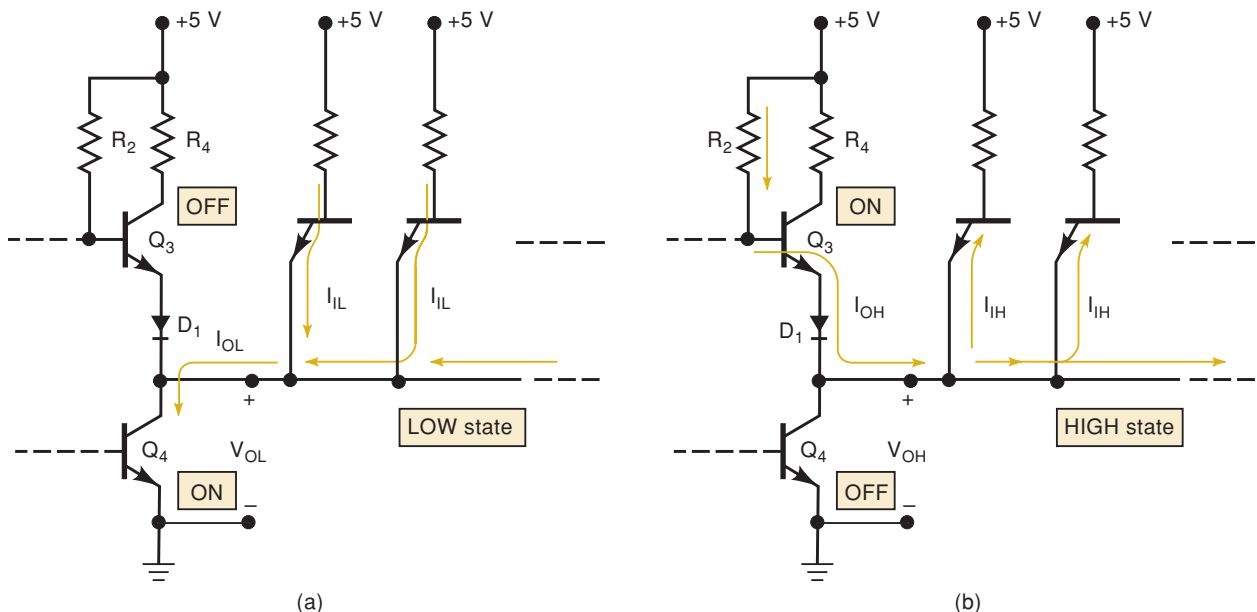 +5 V
+5 V
+5 V
R2
R4
OFF
Q3
D1
IOL
IIL
IIL
+
LOW state
Q4
VOL
ON
–
(a)
+5 V
+5 V
+5 V
R2
R4
ON
Q3
D1
IOH
IIH
IIH
+
HIGH state
Q4
VOH
OFF
–
(b)